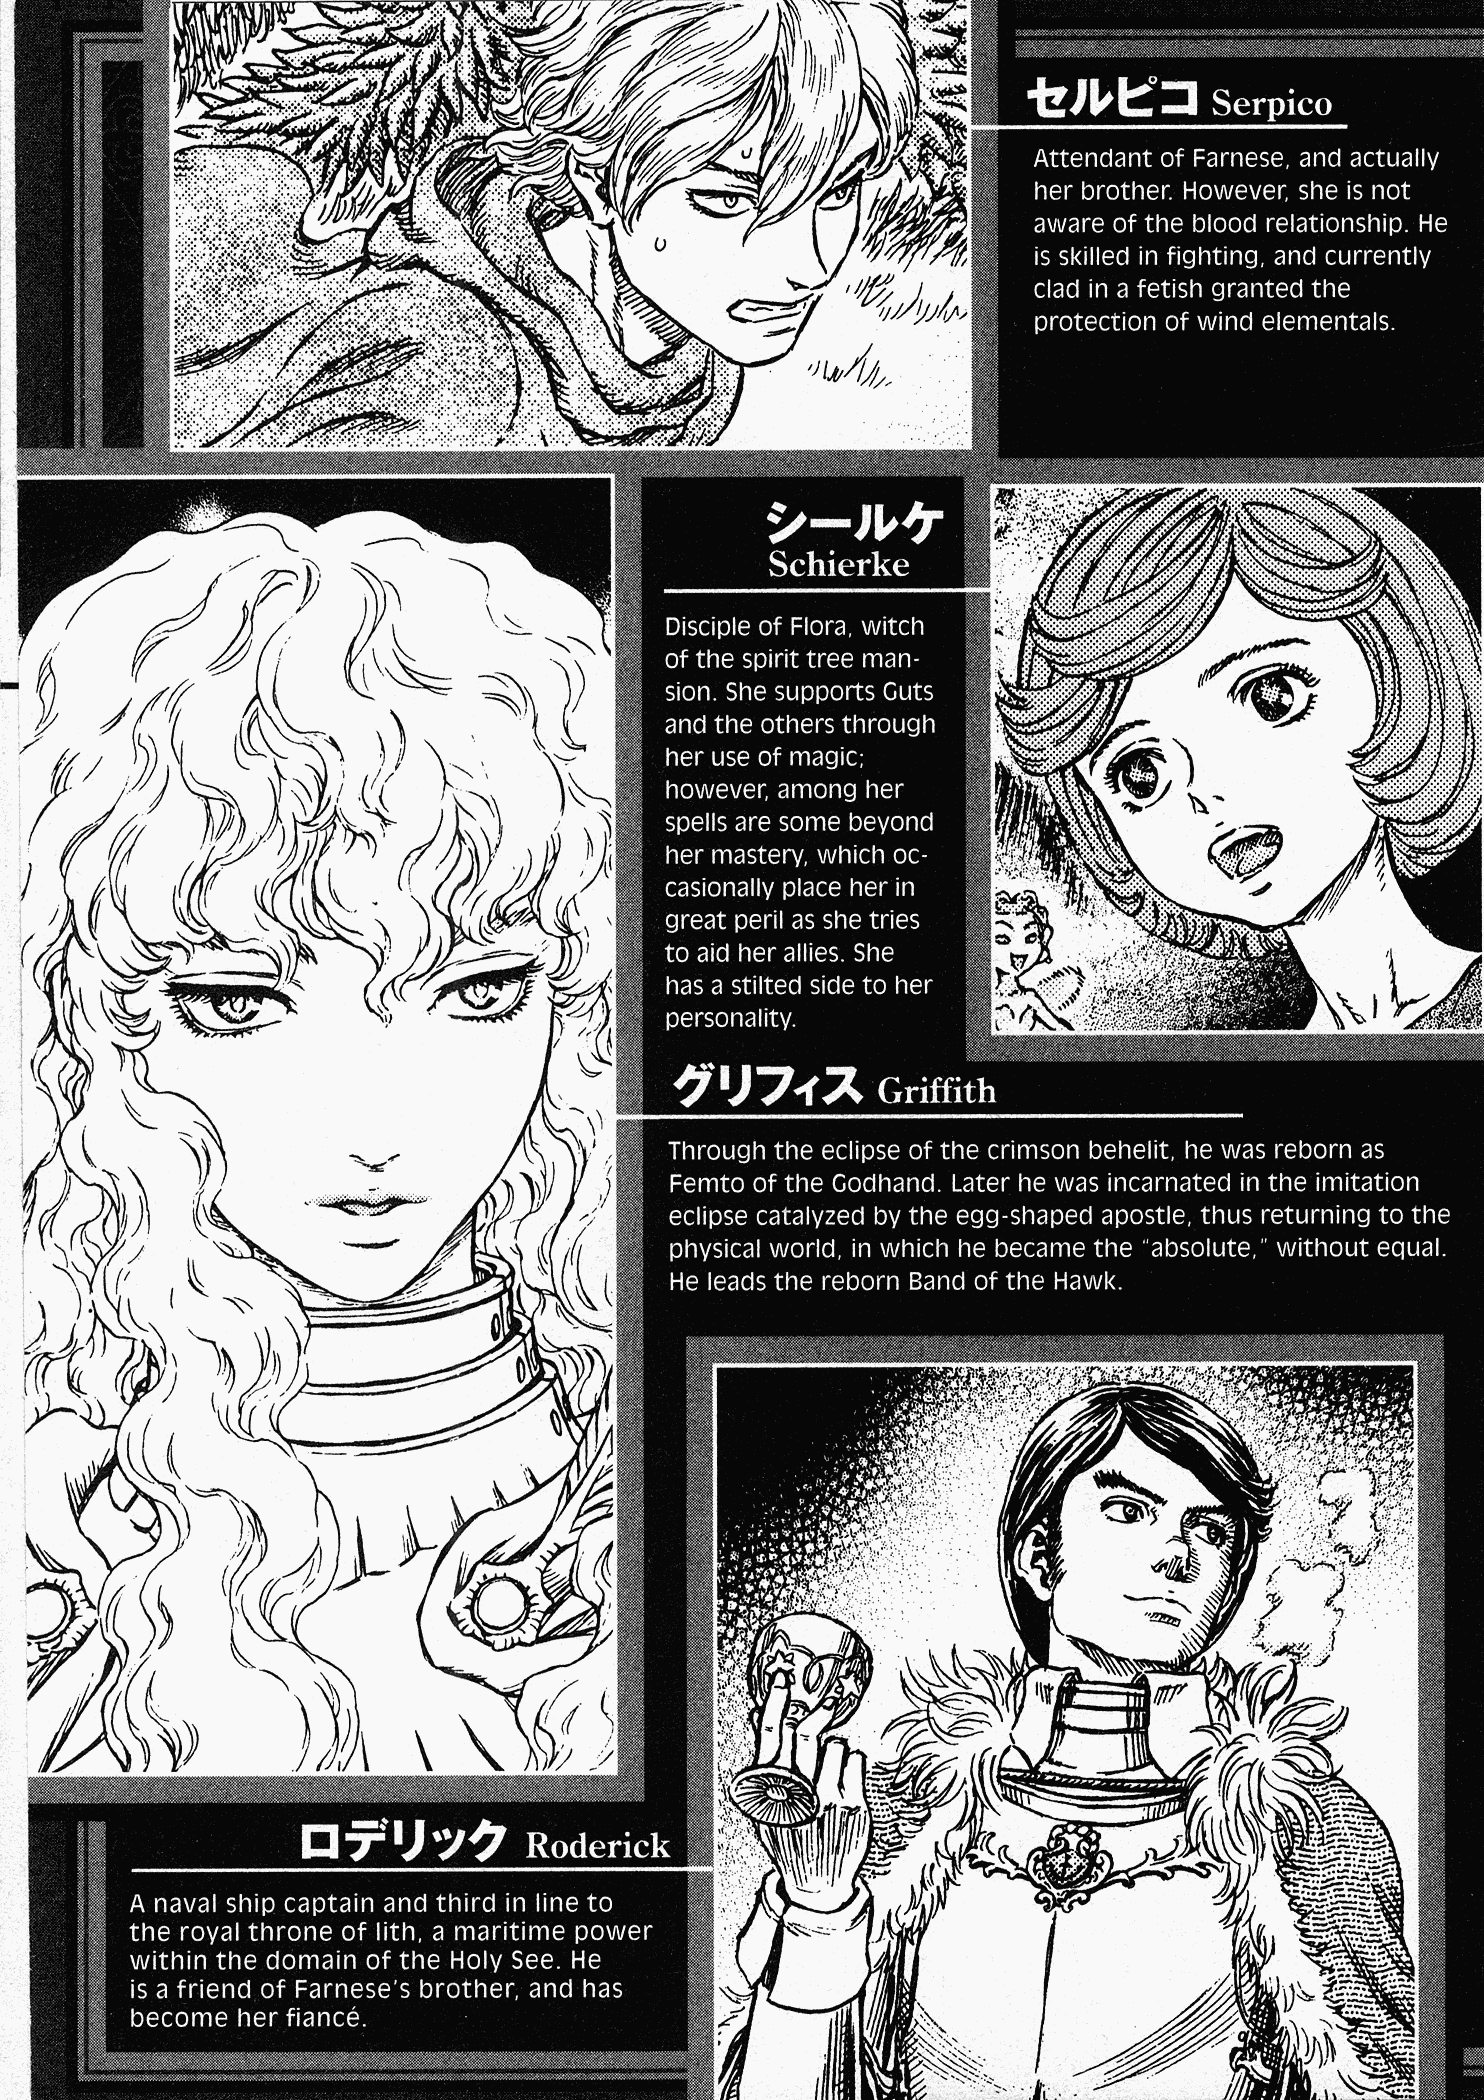 セルピコ Serpico
Attendant of Farnese, and actually
her brother. However, she is not
aware of the blood relationship. He
is skilled in fighting, and currently
clad in a fetish granted the
protection of wind elementals.
シールケ
Schierke
Disciple of Flora, witch
of the spirit tree man-
sion. She supports Guts
and the others through
her use of magic;
however, among her
spells are some beyond
her mastery, which oc-
casionally place her in
great peril as she tries
to aid her allies. She
has a stilted side to her
personality.
グリフィス Griffith
Through the eclipse of the crimson behelit, he was reborn as
Femto of the Godhand. Later he was incarnated in the imitation
eclipse catalyzed by the egg-shaped apostle, thus returning to the
physical world, in which he became the “absolute,” without equal.
He leads the reborn Band of the Hawk.
ロデリック Roderick
A naval ship captain and third in line to
the royal throne of Iith, a maritime power
within the domain of the Holy See. He
is a friend of Farnese's brother, and has
become her fiancé.